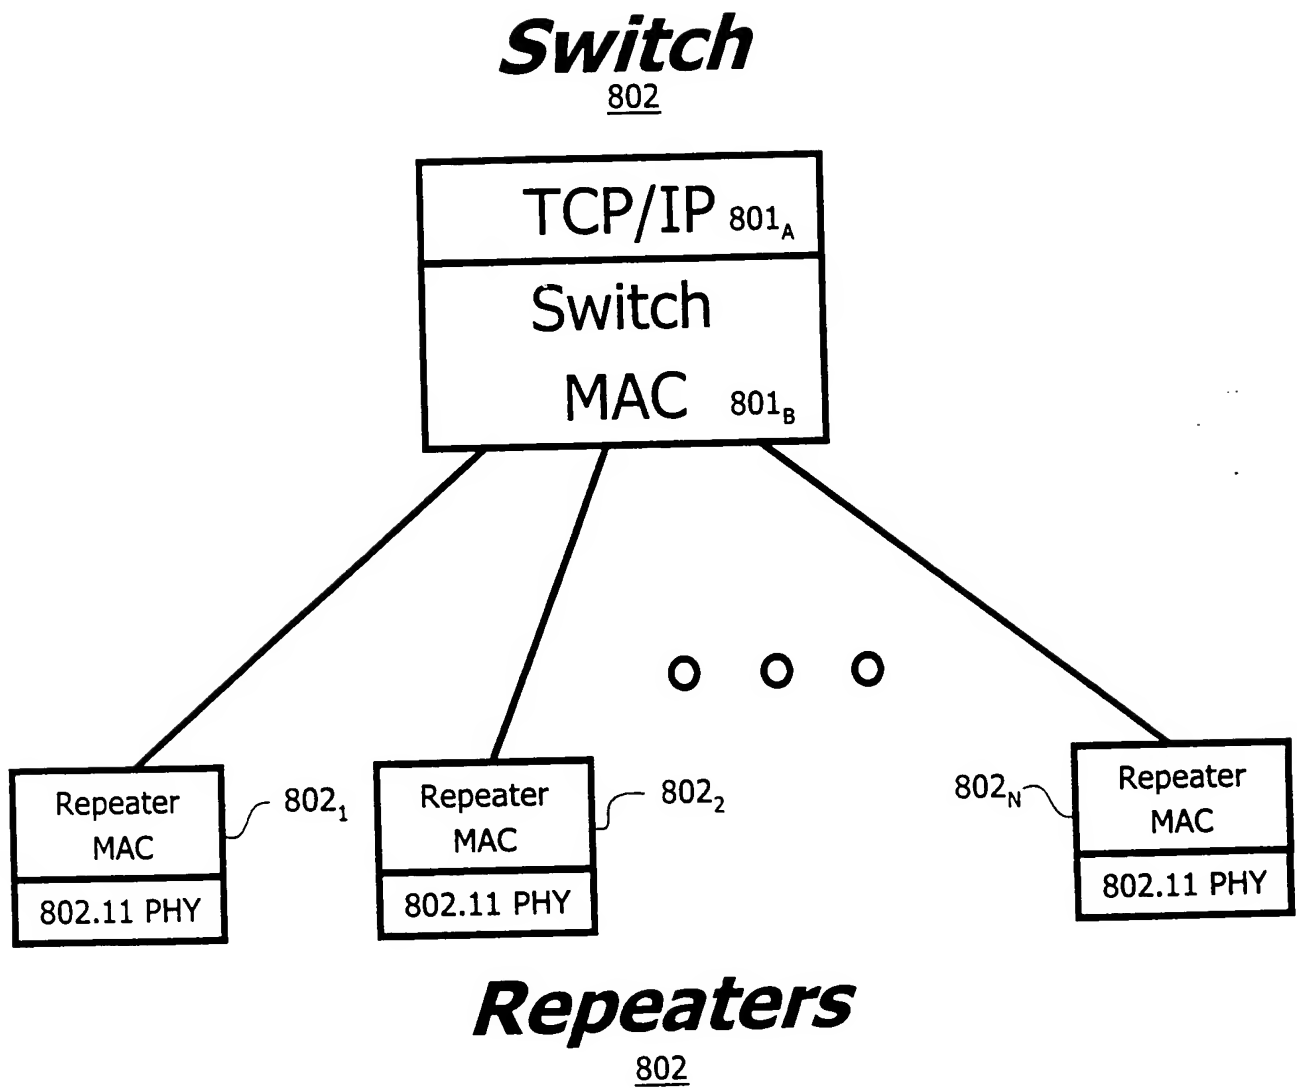 Switch
802
TCP/IP 801A
Switch
MAC 801B
Repeater
MAC
802.11 PHY
8021
Repeater
MAC
802.11 PHY
8022
802N
Repeater
MAC
802.11 PHY
Repeaters
802